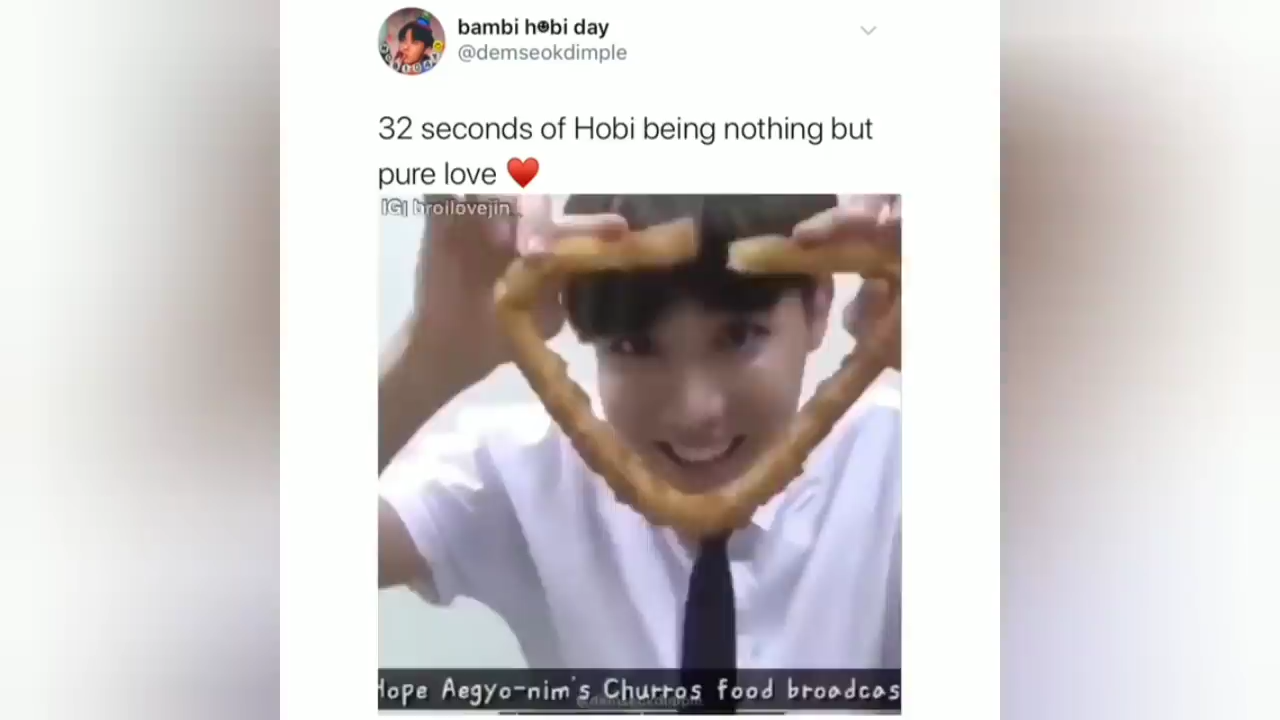 bambi h☻bi day
@demseokdimple
32 seconds of Hobi being nothing but
pure love ♥️
IG| broilovejin
Hope Aegyo-nim's Churros food broadcas